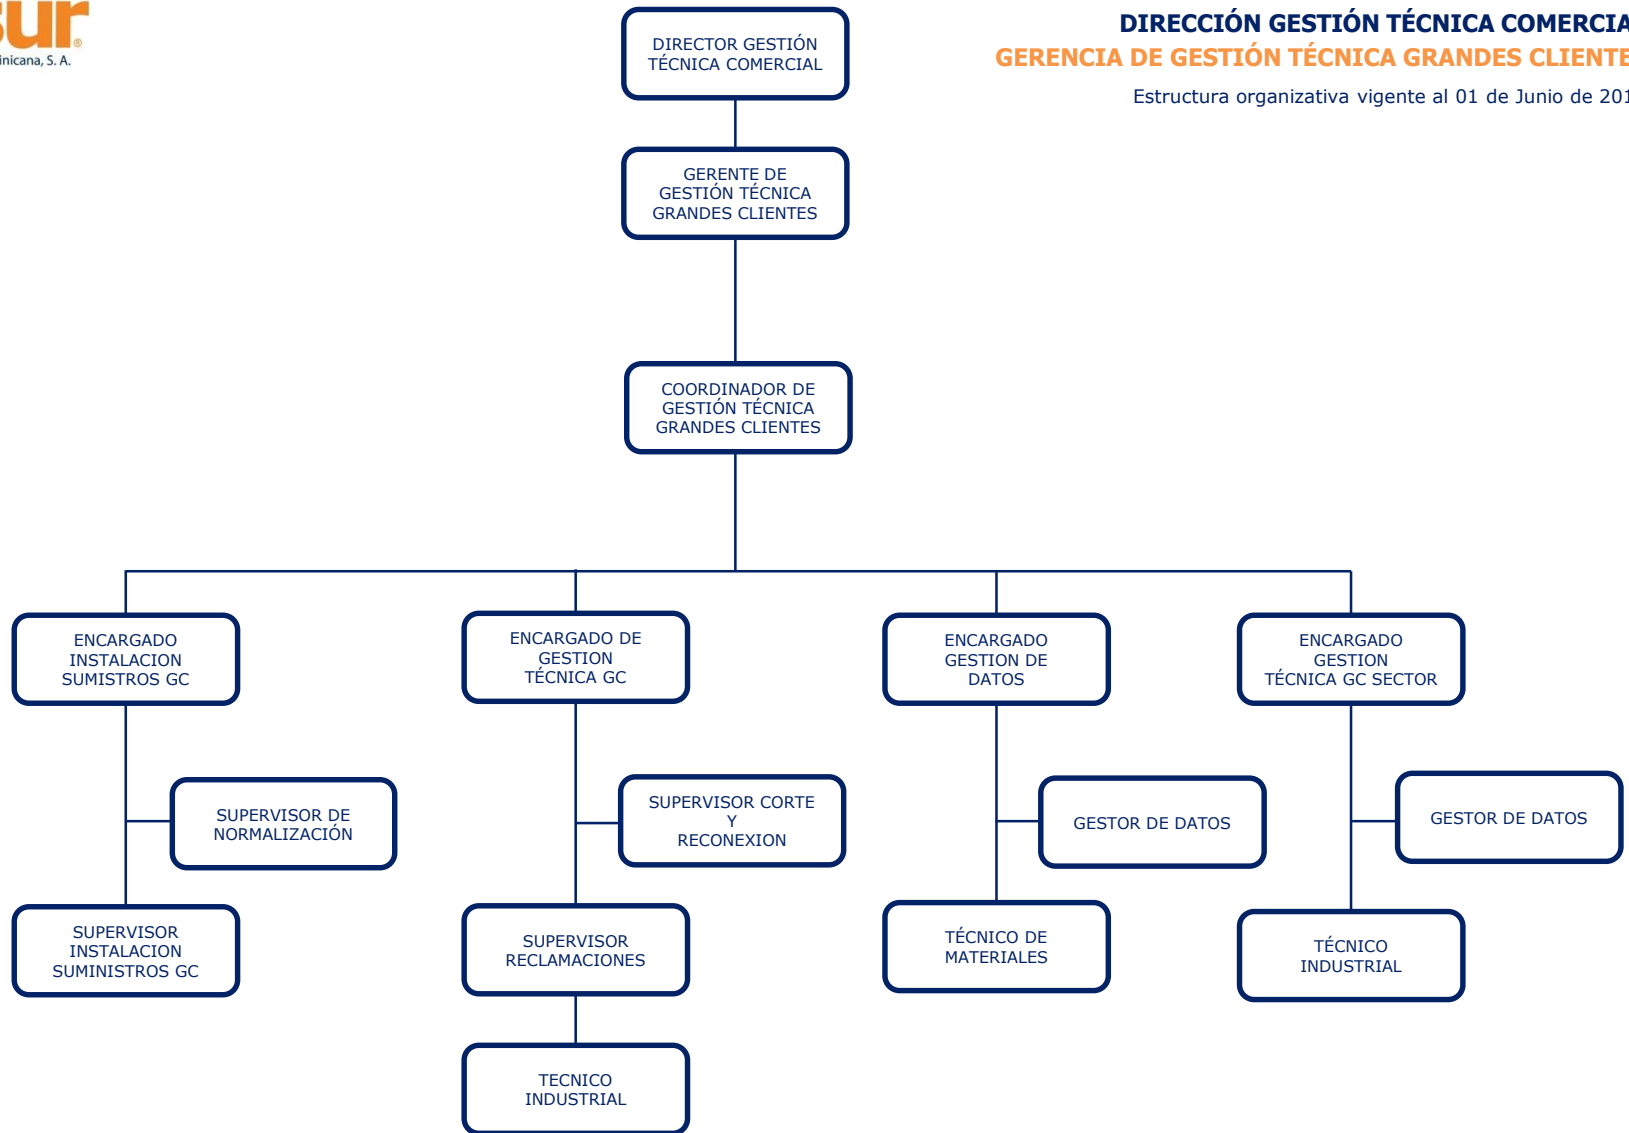 sur
inicana, S. A.
DIRECCIÓN GESTIÓN TÉCNICA COMERCIA
GERENCIA DE GESTIÓN TÉCNICA GRANDES CLIENTE
Estructura organizativa vigente al 01 de Junio de 201
DIRECTOR GESTIÓN
TÉCNICA COMERCIAL
GERENTE DE
GESTIÓN TÉCNICA
GRANDES CLIENTES
COORDINADOR DE
GESTIÓN TÉCNICA
GRANDES CLIENTES
ENCARGADO
INSTALACION
SUMISTROS GC
ENCARGADO DE
GESTION
TÉCNICA GC
ENCARGADO
GESTION DE
DATOS
ENCARGADO
GESTION
TÉCNICA GC SECTOR
SUPERVISOR DE
NORMALIZACIÓN
SUPERVISOR CORTE
Y
RECONEXION
GESTOR DE DATOS
GESTOR DE DATOS
SUPERVISOR
INSTALACION
SUMINISTROS GC
SUPERVISOR
RECLAMACIONES
TÉCNICO DE
MATERIALES
TÉCNICO
INDUSTRIAL
TECNICO
INDUSTRIAL